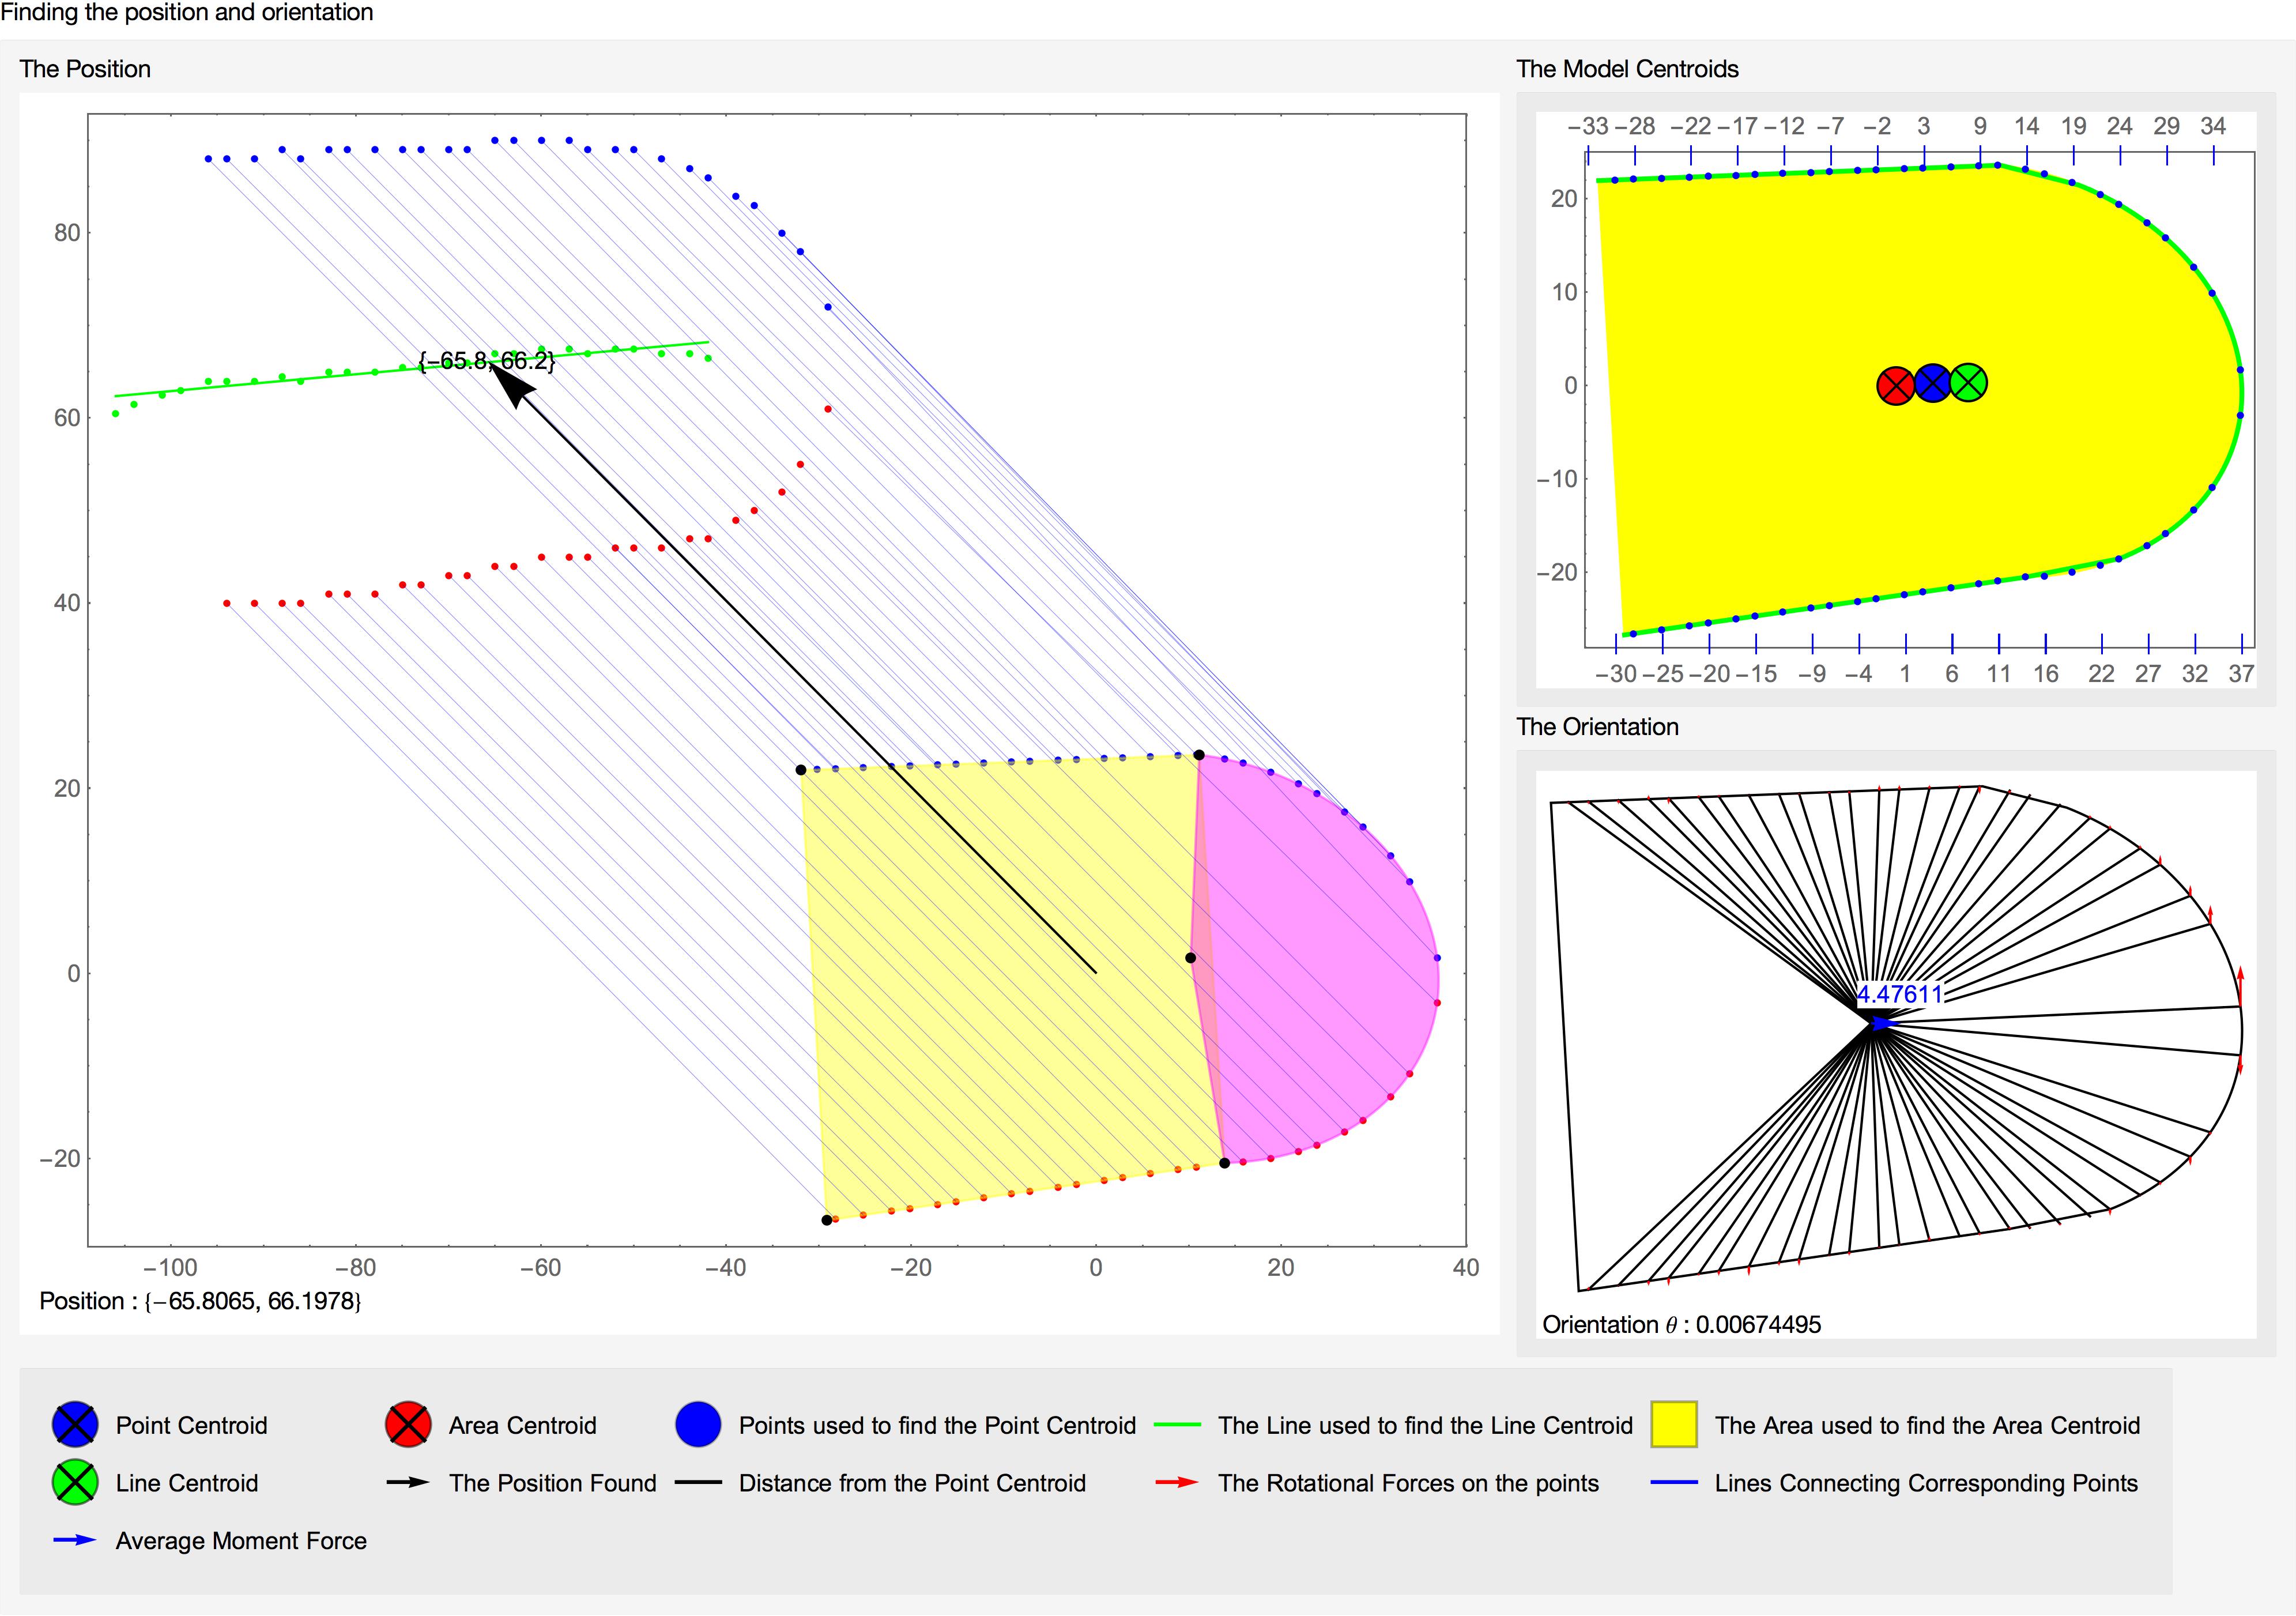 Finding the position and orientation
The Position
80
60
40
20
0
−20
{−65.8, 66.2}
−100 −80 −60 −40 −20 0 20 40
Position : {−65.8065, 66.1978}
The Model Centroids
−33 −28 −22 −17 −12 −7 −2 3 9 14 19 24 29 34
20
10
0
−10
−20
−30 −25 −20 −15 −9 −4 1 6 11 16 22 27 32 37
The Orientation
4.47611
Orientation θ : 0.00674495
Point Centroid Area Centroid Points used to find the Point Centroid The Line used to find the Line Centroid The Area used to find the Area Centroid
Line Centroid The Position Found Distance from the Point Centroid The Rotational Forces on the points Lines Connecting Corresponding Points
Average Moment Force